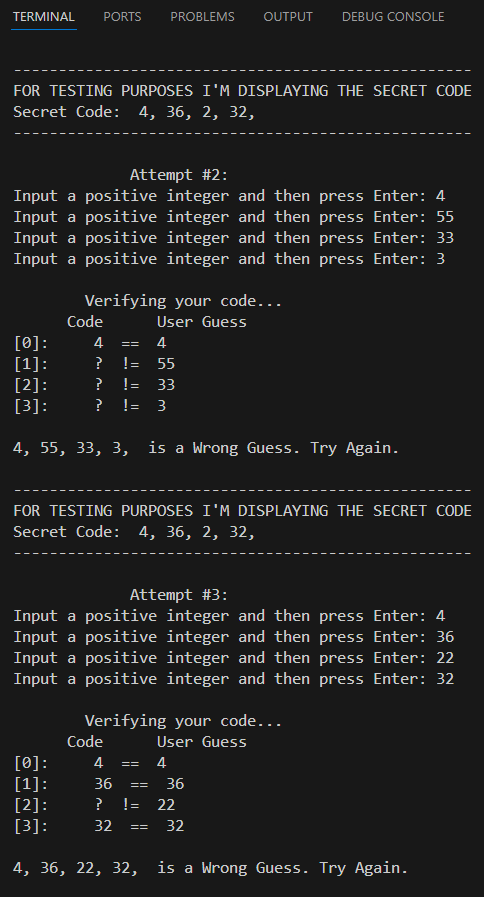 TERMINAL PORTS PROBLEMS OUTPUT DEBUG CONSOLE
---------------------------------------------------
FOR TESTING PURPOSES I'M DISPLAYING THE SECRET CODE
Secret Code:  4, 36, 2, 32,
---------------------------------------------------
             Attempt #2:
Input a positive integer and then press Enter: 4
Input a positive integer and then press Enter: 55
Input a positive integer and then press Enter: 33
Input a positive integer and then press Enter: 3
        Verifying your code...
      Code      User Guess
[0]:     4  ==  4
[1]:     ?  !=  55
[2]:     ?  !=  33
[3]:     ?  !=  3
4, 55, 33, 3,  is a Wrong Guess. Try Again.
---------------------------------------------------
FOR TESTING PURPOSES I'M DISPLAYING THE SECRET CODE
Secret Code:  4, 36, 2, 32,
---------------------------------------------------
             Attempt #3:
Input a positive integer and then press Enter: 4
Input a positive integer and then press Enter: 36
Input a positive integer and then press Enter: 22
Input a positive integer and then press Enter: 32
        Verifying your code...
      Code      User Guess
[0]:     4  ==  4
[1]:     36  ==  36
[2]:     ?  !=  22
[3]:     32  ==  32
4, 36, 22, 32,  is a Wrong Guess. Try Again.